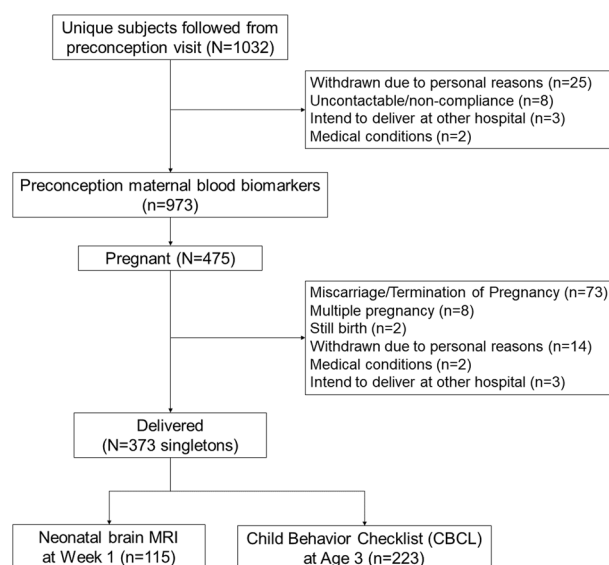 Unique subjects followed from
preconception visit (N=1032)
Withdrawn due to personal reasons (n=25)
Uncontactable/non-compliance (n=8)
Intend to deliver at other hospital (n=3)
Medical conditions (n=2)
Preconception maternal blood biomarkers
(n=973)
Pregnant (N=475)
Miscarriage/Termination of Pregnancy (n=73)
Multiple pregnancy (n=8)
Still birth (n=2)
Withdrawn due to personal reasons (n=14)
Medical conditions (n=2)
Intend to deliver at other hospital (n=3)
Delivered
(N=373 singletons)
Neonatal brain MRI
at Week 1 (n=115)
Child Behavior Checklist (CBCL)
at Age 3 (n=223)